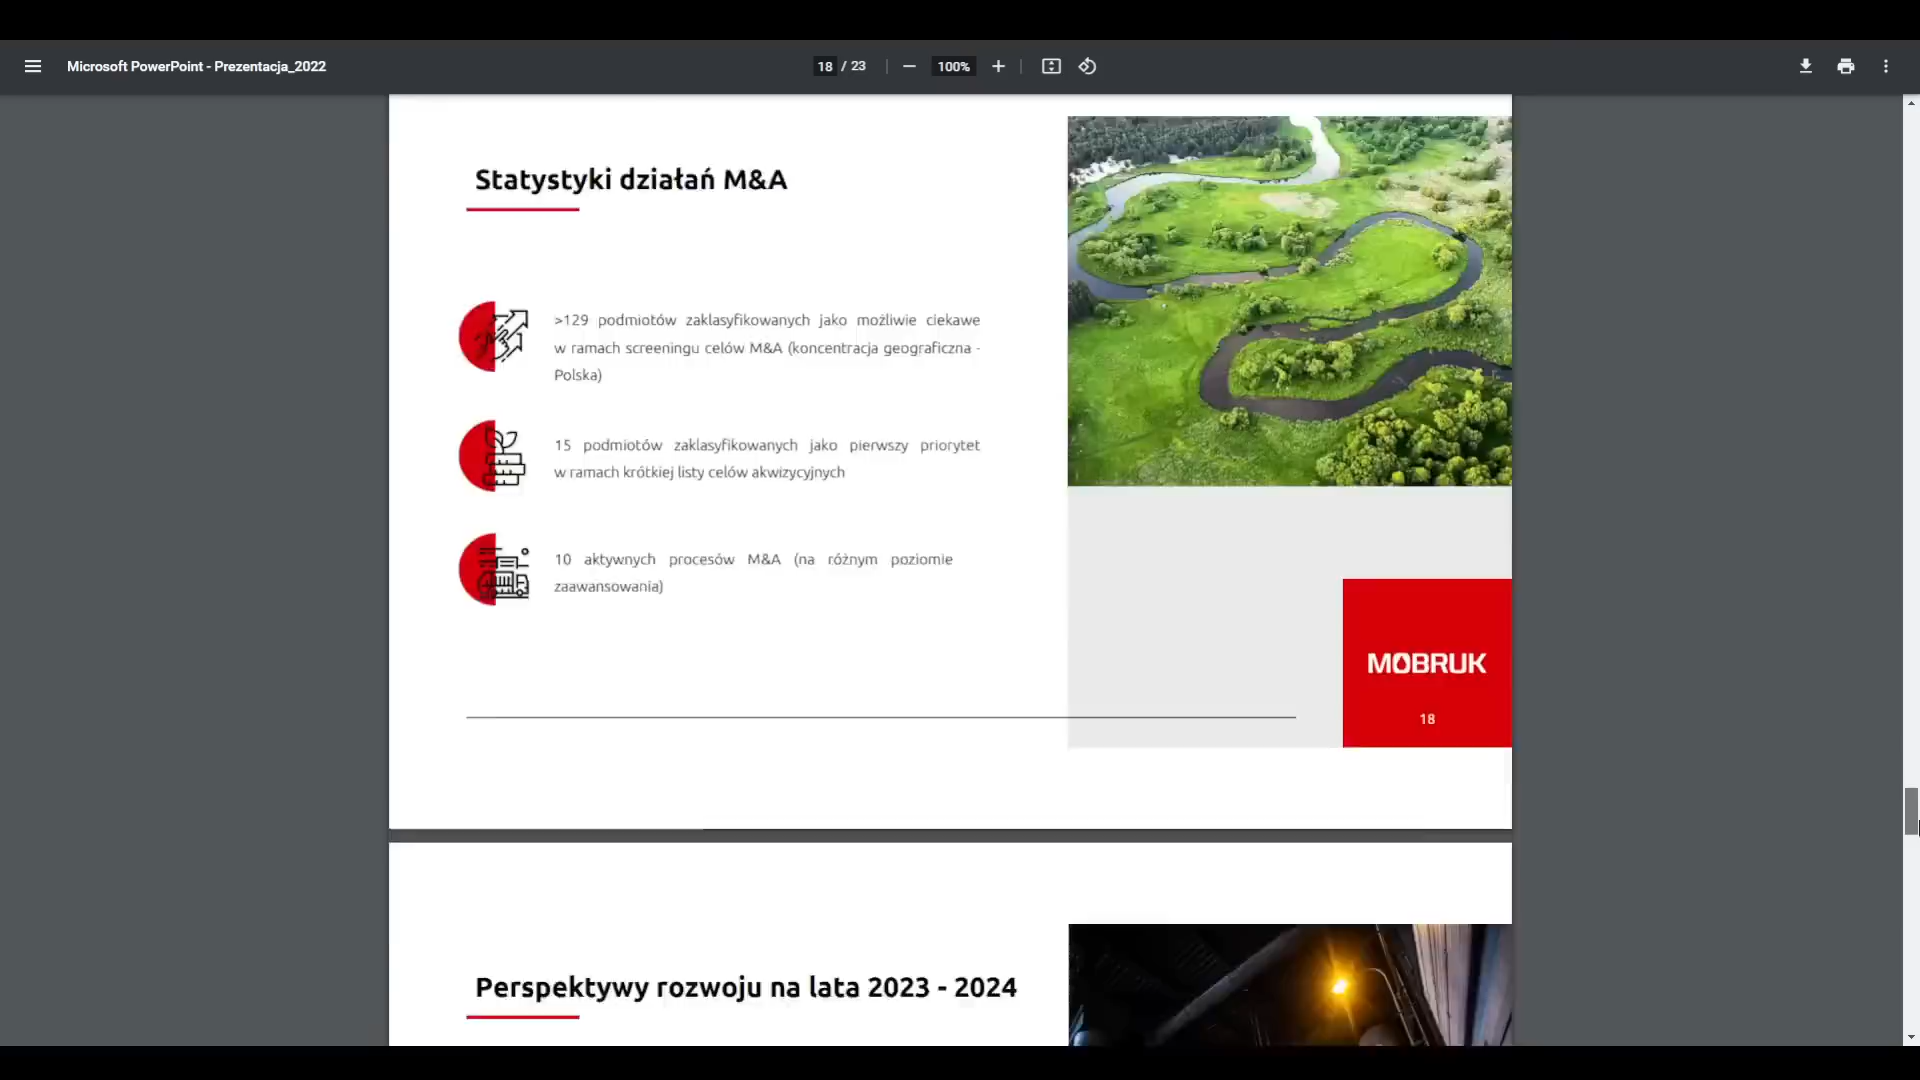 Microsoft PowerPoint - Prezentacja_2022
18 / 23
100%
Statystyki działań M&A
>129 podmiotów zaklasyfikowanych jako możliwie ciekawe
w ramach screeningu celów M&A (koncentracja geograficzna -
Polska)
15 podmiotów zaklasyfikowanych jako pierwszy priorytet
w ramach krótkiej listy celów akwizycyjnych
10 aktywnych procesów M&A (na różnym poziomie
zaawansowania)
MOBRUK
18
Perspektywy rozwoju na lata 2023 - 2024